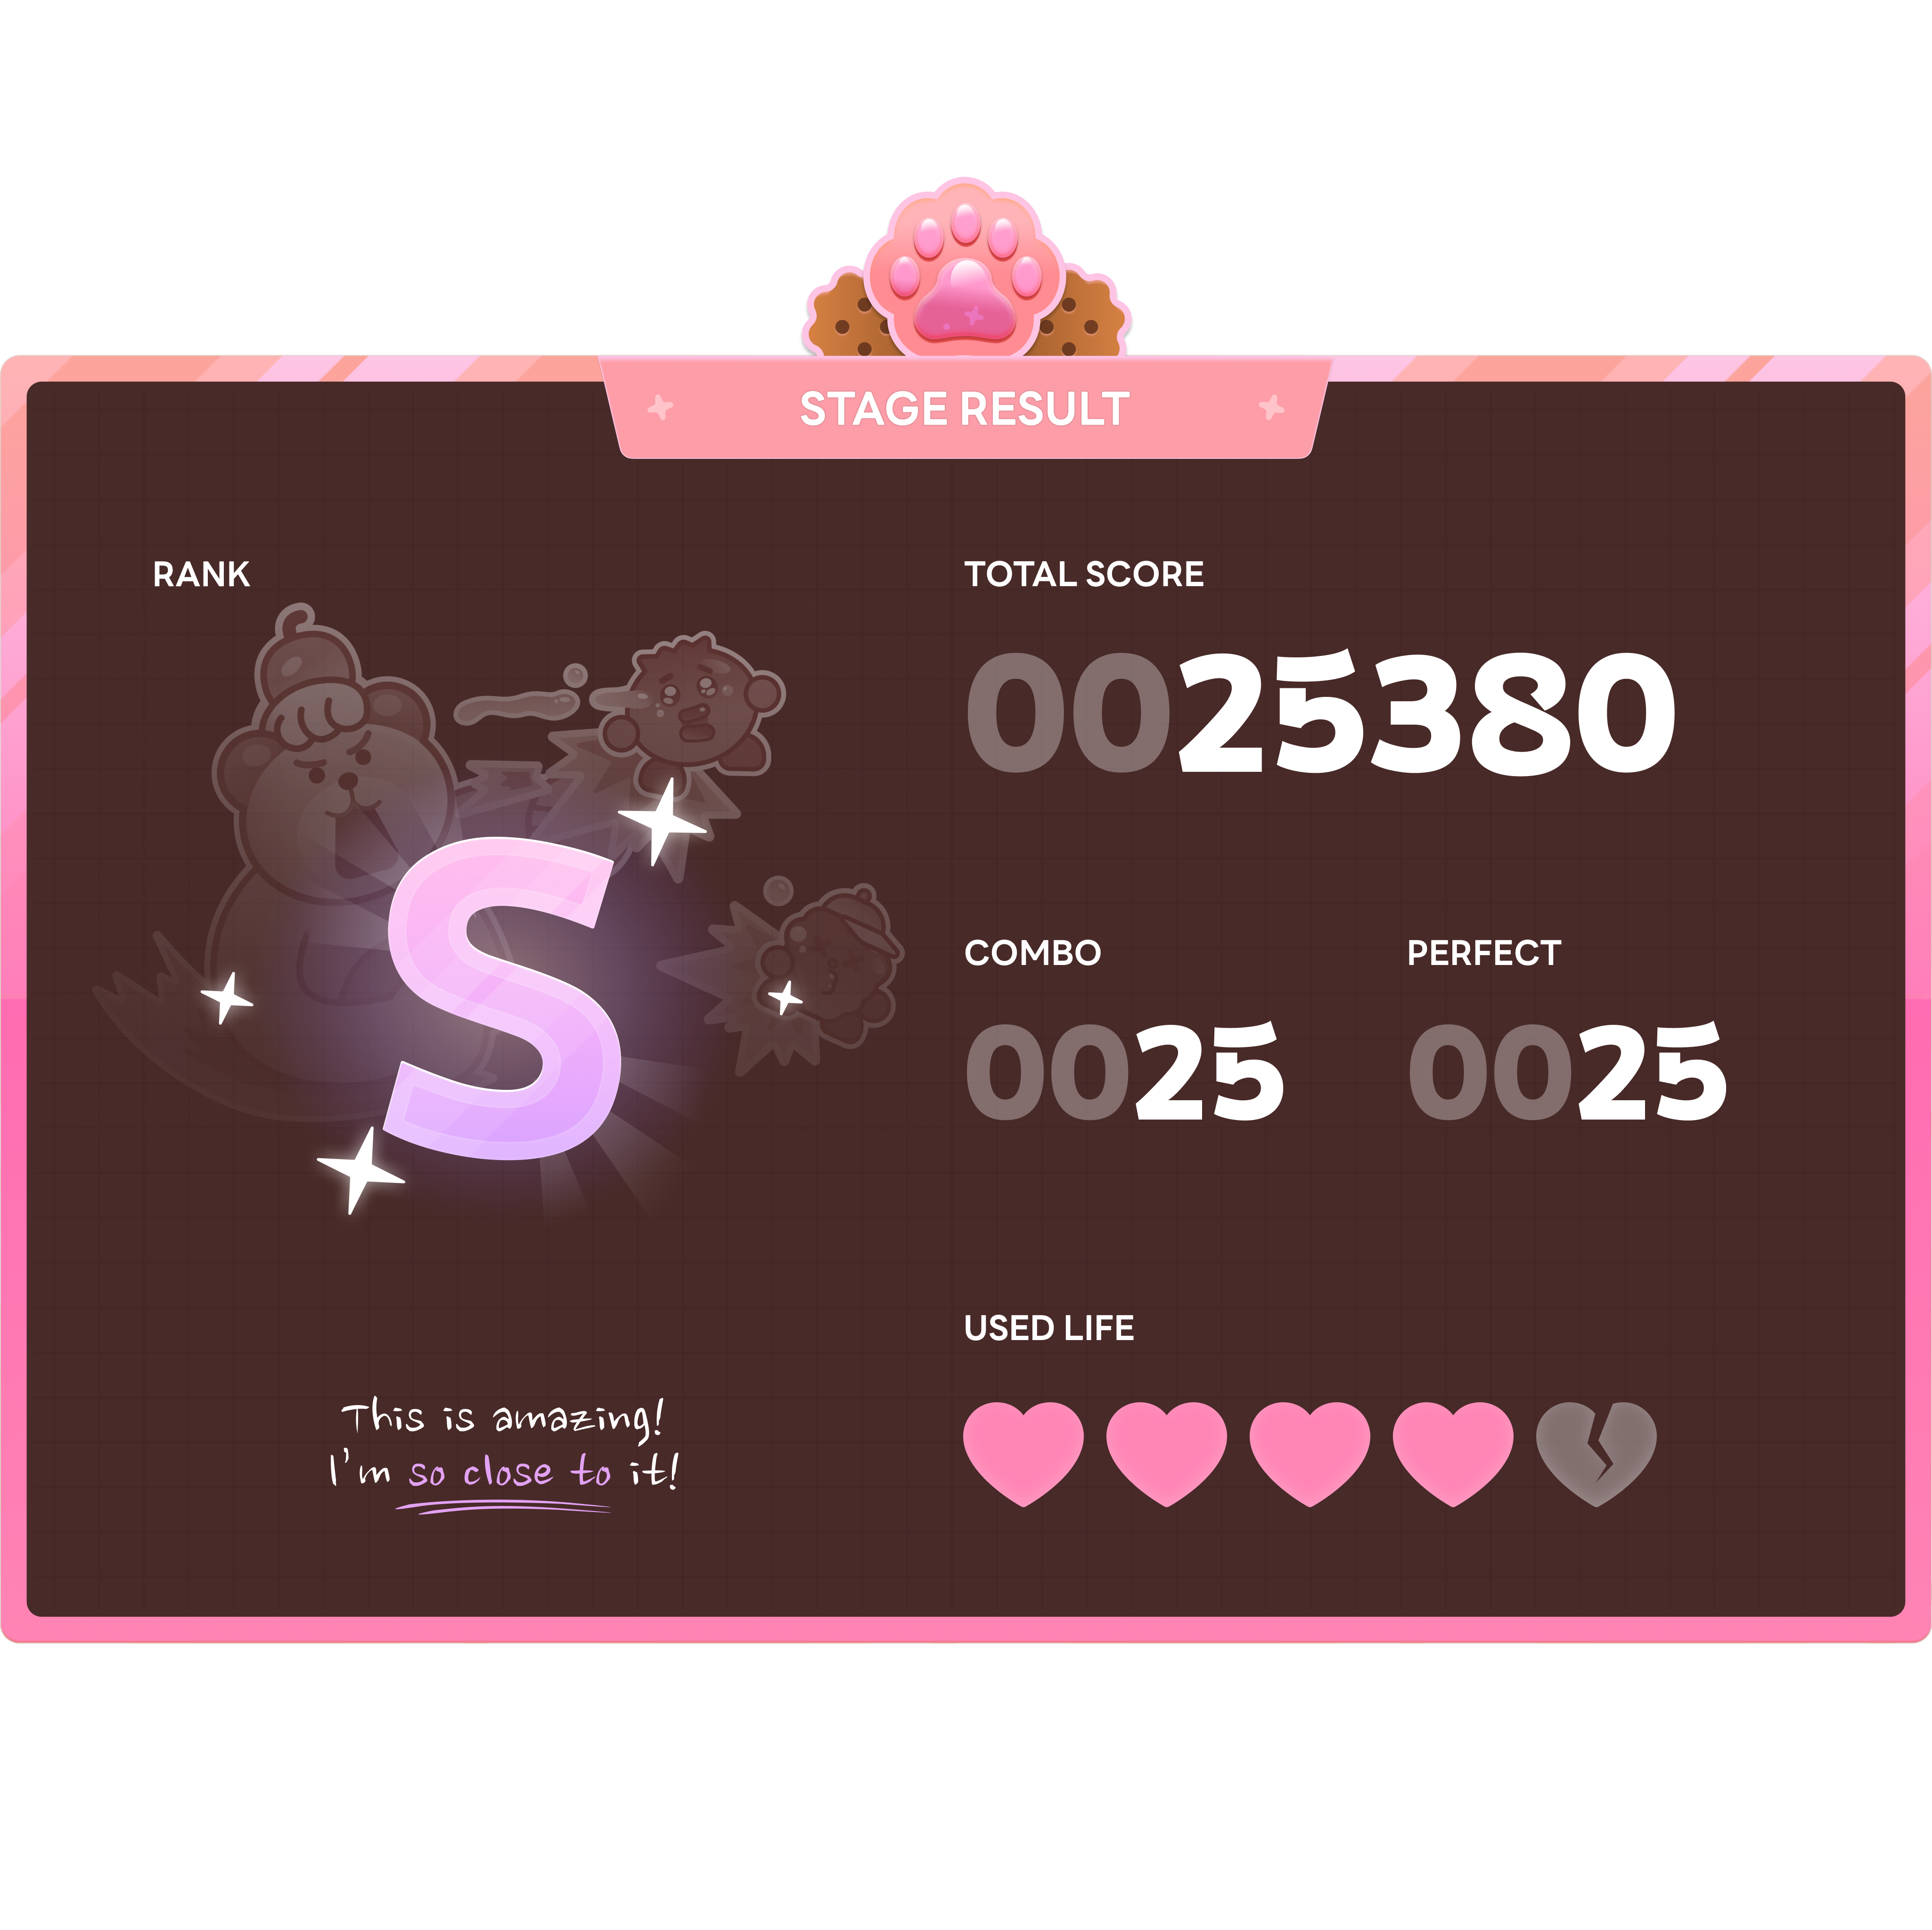 STAGE RESULT
RANK
S
This is amazing!
I'm so close to it!
TOTAL SCORE
0025380
COMBO
0025
PERFECT
0025
USED LIFE